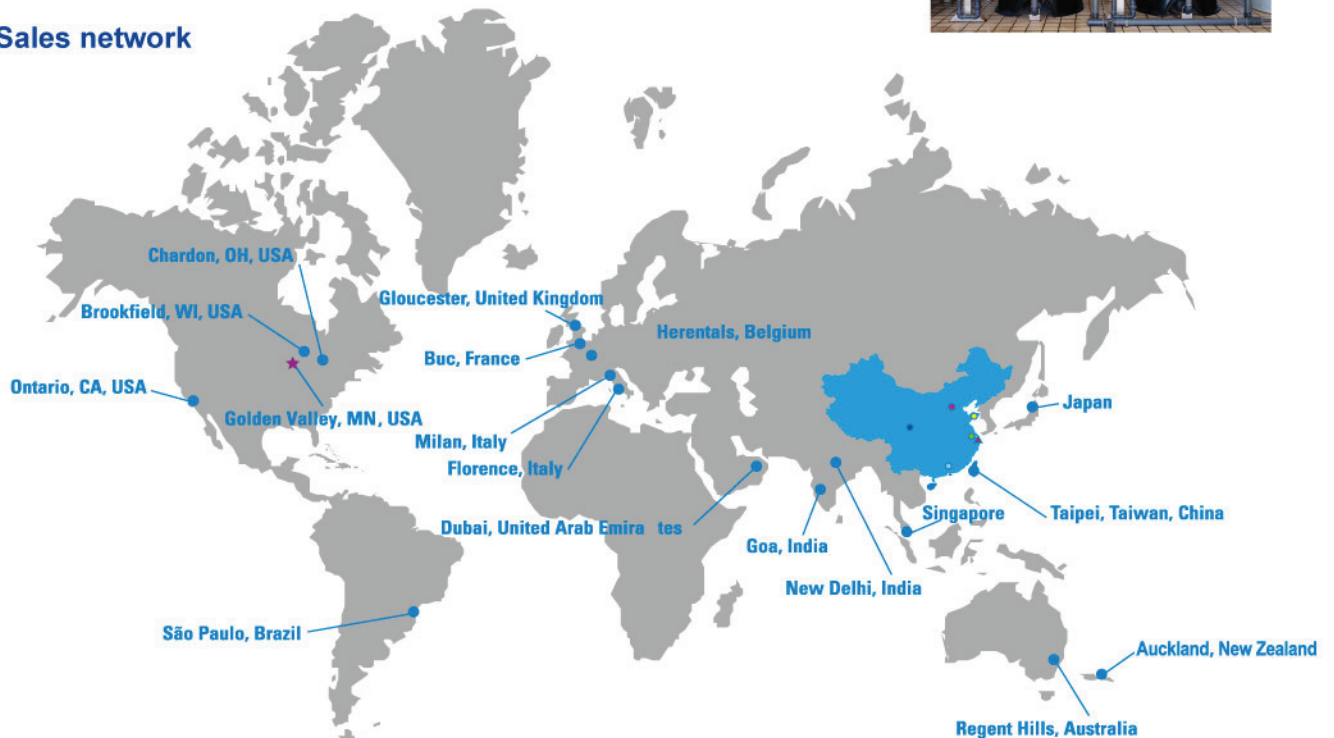 Sales network
Chardon, OH, USA
Brookfield, WI, USA
Gloucester, United Kingdom
Herentals, Belgium
Buc, France
Ontario, CA, USA
Golden Valley, MN, USA
Japan
Milan, Italy
Florence, Italy
Dubai, United Arab Emira tes
Singapore
Taipei, Taiwan, China
Goa, India
New Delhi, India
São Paulo, Brazil
Auckland, New Zealand
Regent Hills, Australia